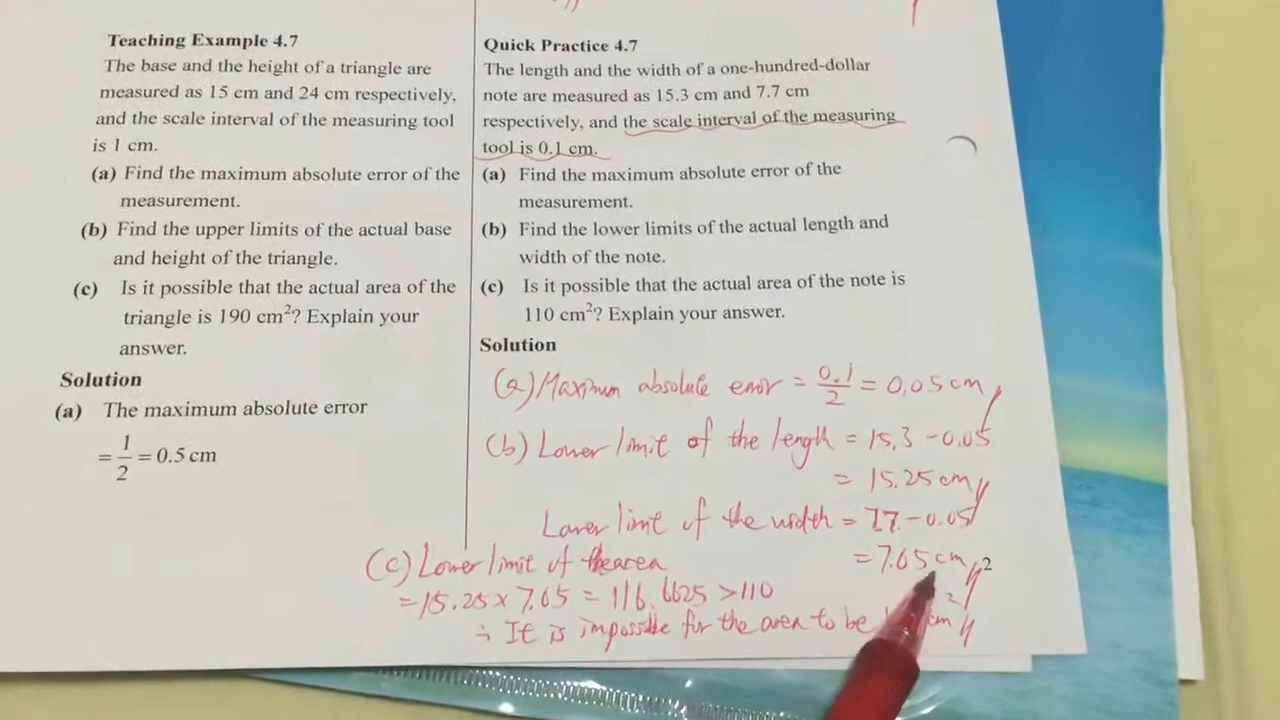 Teaching Example 4.7
The base and the height of a triangle are
measured as 15 cm and 24 cm respectively,
and the scale interval of the measuring tool
is 1 cm.
(a) Find the maximum absolute error of the
measurement.
(b) Find the upper limits of the actual base
and height of the triangle.
(c) Is it possible that the actual area of the
triangle is 190 cm²? Explain your
answer.
Solution
(a) The maximum absolute error
= 1/2 = 0.5 cm
Quick Practice 4.7
The length and the width of a one-hundred-dollar
note are measured as 15.3 cm and 7.7 cm
respectively, and the scale interval of the measuring
tool is 0.1 cm.
(a) Find the maximum absolute error of the
measurement.
(b) Find the lower limits of the actual length and
width of the note.
(c) Is it possible that the actual area of the note is
110 cm²? Explain your answer.
Solution
(a) Maximum absolute error = 0.1/2 = 0.05 cm
(b) Lower limit of the length = 15.3 - 0.05
= 15.25 cm
Lower limit of the width = 7.7 - 0.05
= 7.65 cm
(c) Lower limit of the area
= 15.25 × 7.65 = 116.6625 > 110
∴ It is impossible for the area to be cm²